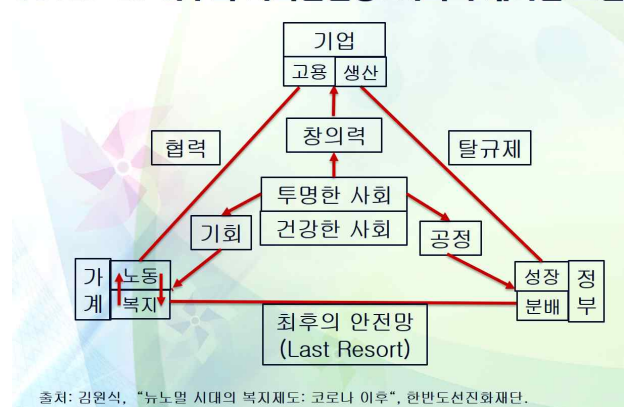 기업
고용 생산
협력
창의력
탈규제
투명한 사회
건강한 사회
기회
공정
가계
노동
복지
성장
분배
정부
최후의 안전망
(Last Resort)
출처: 김원식, “뉴노멀 시대의 복지제도: 코로나 이후“, 한반도선진화재단.